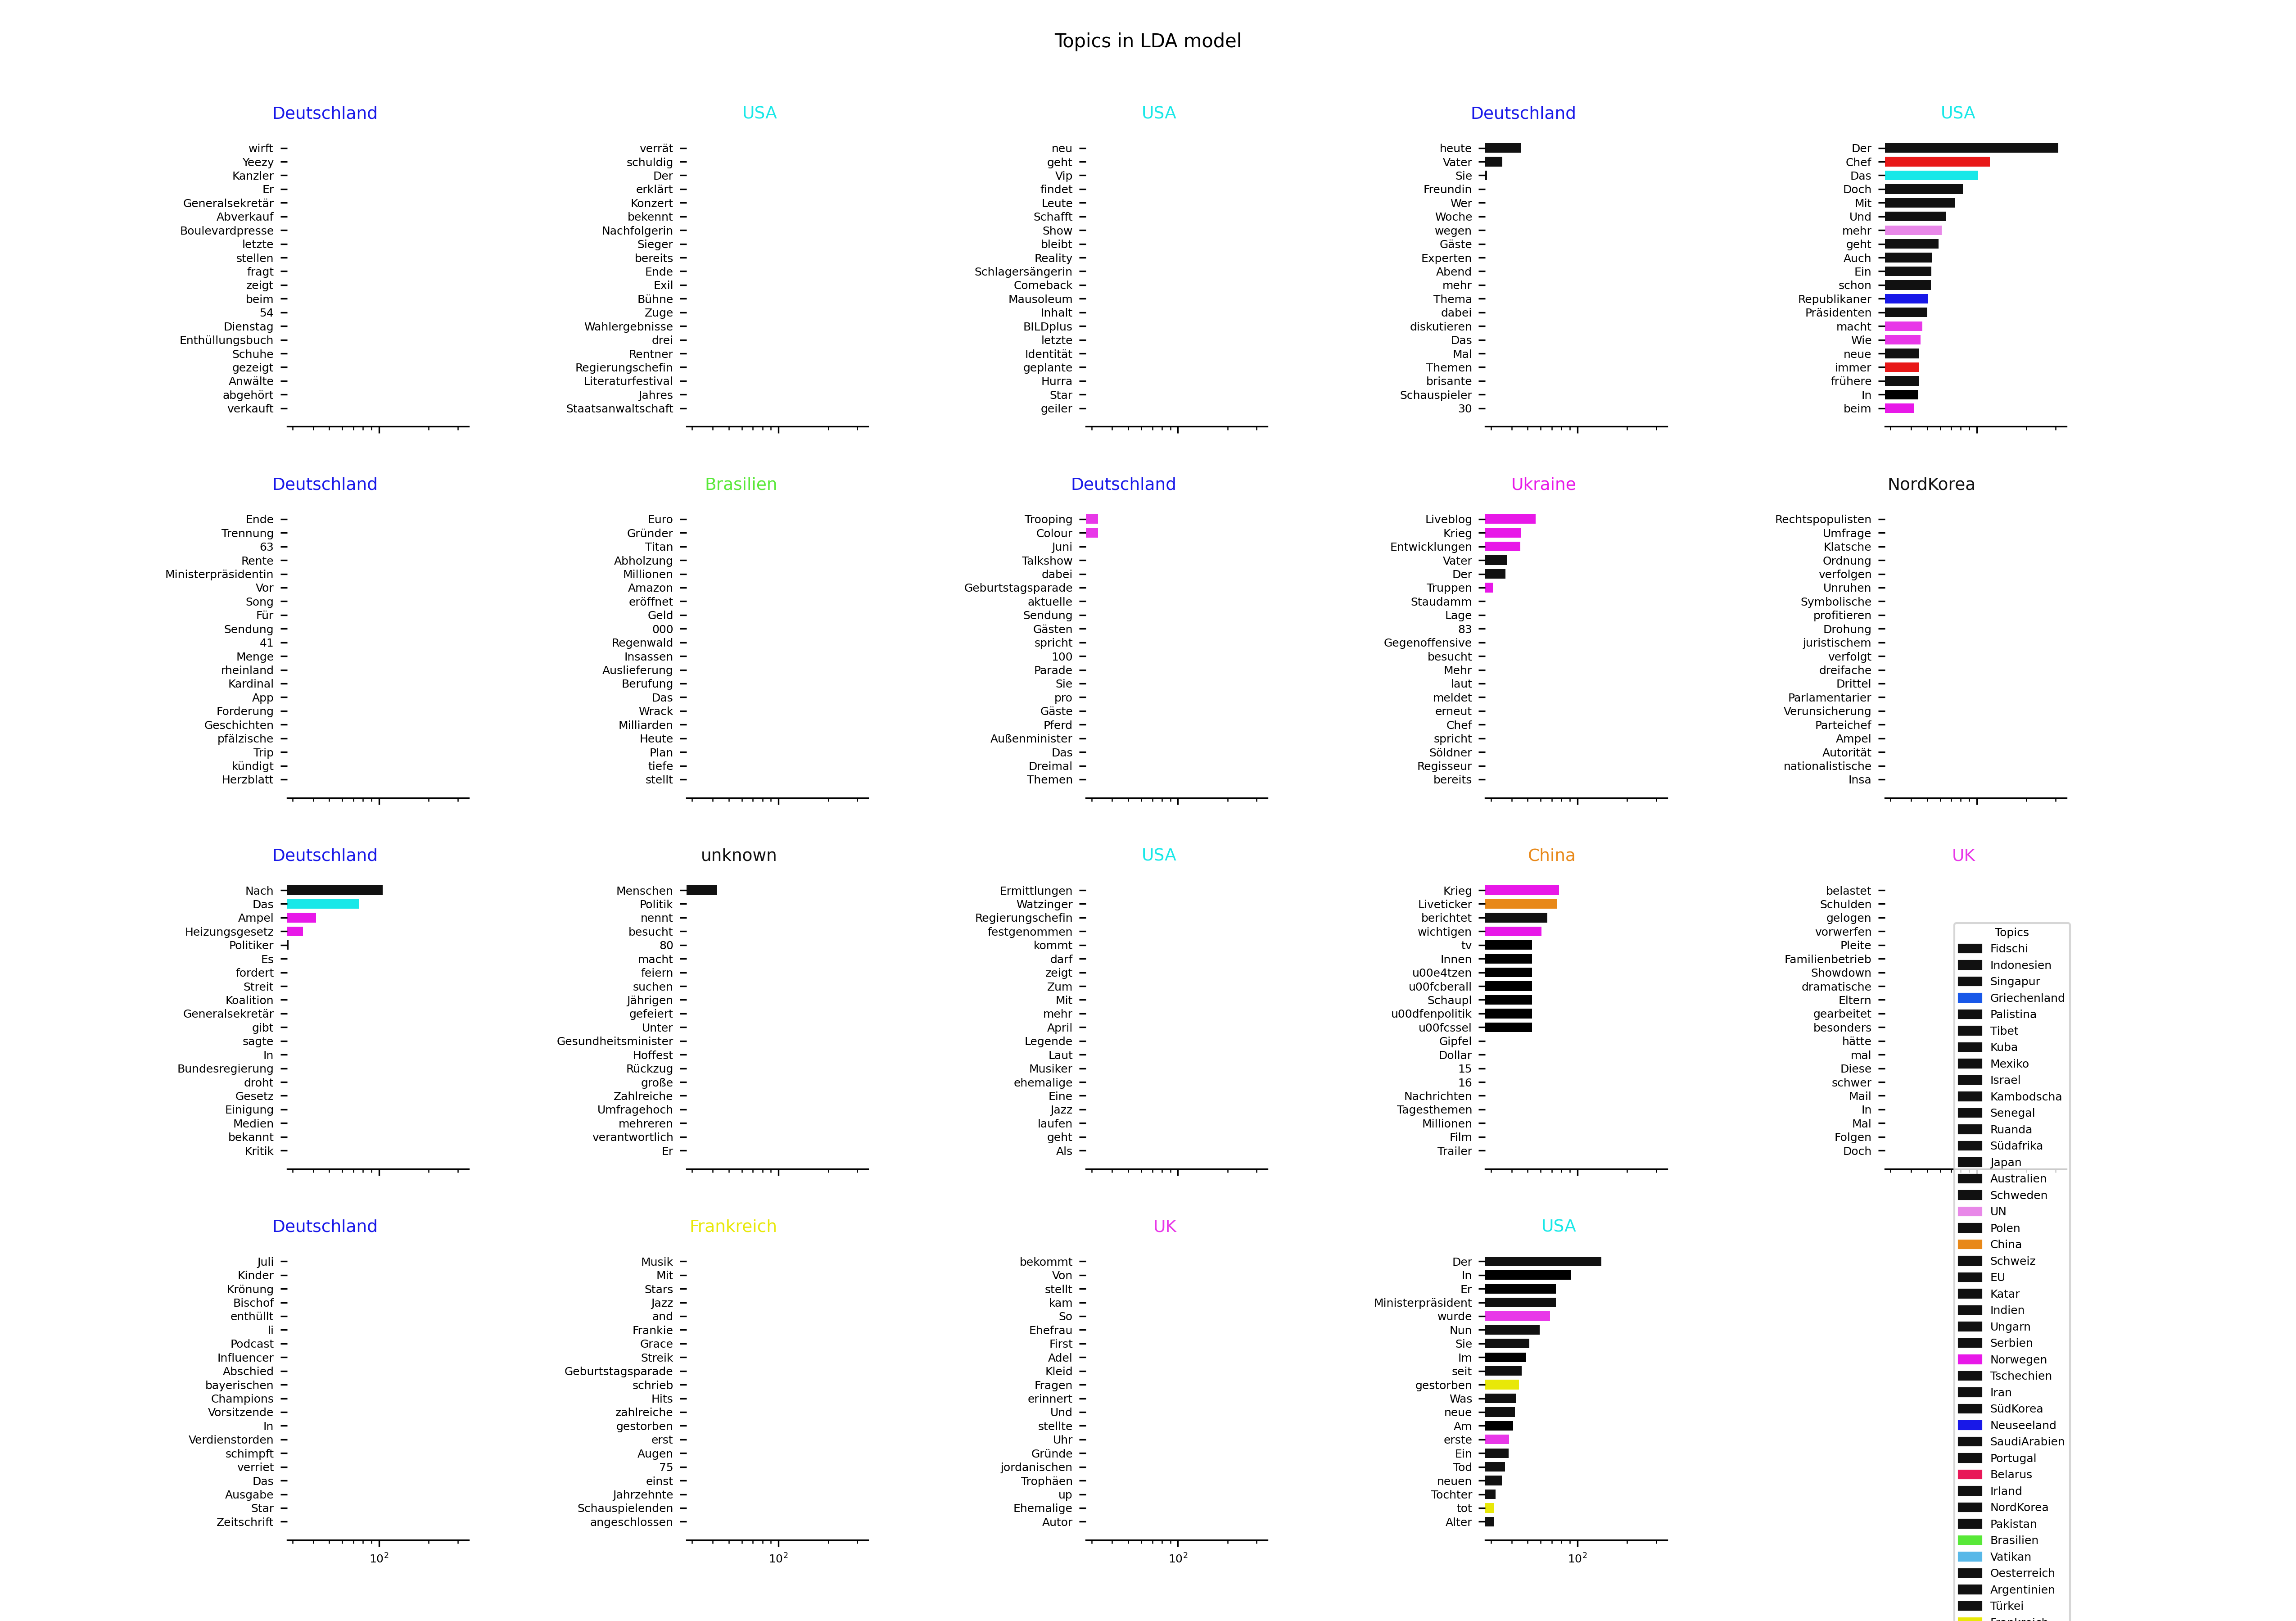 Topics in LDA model
Deutschland
wirft
Yeezy
Kanzler
Er
Generalsekretär
Abverkauf
Boulevardpresse
letzte
stellen
fragt
zeigt
beim
54
Dienstag
Enthüllungsbuch
Schuhe
gezeigt
Anwälte
abgehört
verkauft
USA
verrät
schuldig
Der
erklärt
Konzert
bekennt
Nachfolgerin
Sieger
bereits
Ende
Exil
Bühne
Zuge
Wahlergebnisse
drei
Rentner
Regierungschefin
Literaturfestival
Jahres
Staatsanwaltschaft
USA
neu
geht
Vip
findet
Leute
Schafft
Show
bleibt
Reality
Schlagersängerin
Comeback
Mausoleum
Inhalt
BILDplus
letzte
Identität
geplante
Hurra
Star
geiler
Deutschland
heute
Vater
Sie
Freundin
Wer
Woche
wegen
Gäste
Experten
Abend
mehr
Thema
dabei
diskutieren
Das
Mal
Themen
brisante
Schauspieler
30
USA
Der
Chef
Das
Doch
Mit
Und
mehr
geht
Auch
Ein
schon
Republikaner
Präsidenten
macht
Wie
neue
immer
frühere
In
beim
Deutschland
Ende
Trennung
63
Rente
Ministerpräsidentin
Vor
Song
Für
Sendung
41
Menge
rheinland
Kardinal
App
Forderung
Geschichten
pfälzische
Trip
kündigt
Herzblatt
Brasilien
Euro
Gründer
Titan
Abholzung
Millionen
Amazon
eröffnet
Geld
000
Regenwald
Insassen
Auslieferung
Berufung
Das
Wrack
Milliarden
Heute
Plan
tiefe
stellt
Deutschland
Trooping
Colour
Juni
Talkshow
dabei
Geburtstagsparade
aktuelle
Sendung
Gästen
spricht
100
Parade
Sie
pro
Gäste
Pferd
Außenminister
Das
Dreimal
Themen
Ukraine
Liveblog
Krieg
Entwicklungen
Vater
Der
Truppen
Staudamm
Lage
83
Gegenoffensive
besucht
Mehr
laut
meldet
erneut
Chef
spricht
Söldner
Regisseur
bereits
NordKorea
Rechtspopulisten
Umfrage
Klatsche
Ordnung
verfolgen
Unruhen
Symbolische
profitieren
Drohung
juristischem
verfolgt
dreifache
Drittel
Parlamentarier
Verunsicherung
Parteichef
Ampel
Autorität
nationalistische
Insa
Deutschland
Nach
Das
Ampel
Heizungsgesetz
Politiker
Es
fordert
Streit
Koalition
Generalsekretär
gibt
sagte
In
Bundesregierung
droht
Gesetz
Einigung
Medien
bekannt
Kritik
unknown
Menschen
Politik
nennt
besucht
80
macht
feiern
suchen
Jährigen
gefeiert
Unter
Gesundheitsminister
Hoffest
Rückzug
große
Zahlreiche
Umfragehoch
mehreren
verantwortlich
Er
USA
Ermittlungen
Watzinger
Regierungschefin
festgenommen
kommt
darf
zeigt
Zum
Mit
mehr
April
Legende
Laut
Musiker
ehemalige
Eine
Jazz
laufen
geht
Als
China
Krieg
Liveticker
berichtet
wichtigen
tv
Innen
u00e4tzen
u00fcberall
Schaupl
u00dfenpolitik
u00fcssel
Gipfel
Dollar
15
16
Nachrichten
Tagesthemen
Millionen
Film
Trailer
UK
belastet
Schulden
gelogen
vorwerfen
Pleite
Familienbetrieb
Showdown
dramatische
Eltern
gearbeitet
besonders
hätte
mal
Diese
schwer
Mail
In
Mal
Folgen
Doch
Deutschland
Juli
Kinder
Krönung
Bischof
enthüllt
li
Podcast
Influencer
Abschied
bayerischen
Champions
Vorsitzende
In
Verdienstorden
schimpft
verriet
Das
Ausgabe
Star
Zeitschrift
10²
Frankreich
Musik
Mit
Stars
Jazz
and
Frankie
Grace
Streik
Geburtstagsparade
schrieb
Hits
zahlreiche
gestorben
erst
Augen
75
einst
Jahrzehnte
Schauspielenden
angeschlossen
10²
UK
bekommt
Von
stellt
kam
So
Ehefrau
First
Adel
Kleid
Fragen
erinnert
Und
stellte
Uhr
Gründe
jordanischen
Trophäen
up
Ehemalige
Autor
10²
USA
Der
In
Er
Ministerpräsident
wurde
Nun
Sie
Im
seit
gestorben
Was
neue
Am
erste
Ein
Tod
neuen
Tochter
tot
Alter
10²
Topics
Fidschi
Indonesien
Singapur
Griechenland
Palistina
Tibet
Kuba
Mexiko
Israel
Kambodscha
Senegal
Ruanda
Südafrika
Japan
Australien
Schweden
UN
Polen
China
Schweiz
EU
Katar
Indien
Ungarn
Serbien
Norwegen
Tschechien
Iran
SüdKorea
Neuseeland
SaudiArabien
Portugal
Belarus
Irland
NordKorea
Pakistan
Brasilien
Vatikan
Oesterreich
Argentinien
Türkei
Frankreich